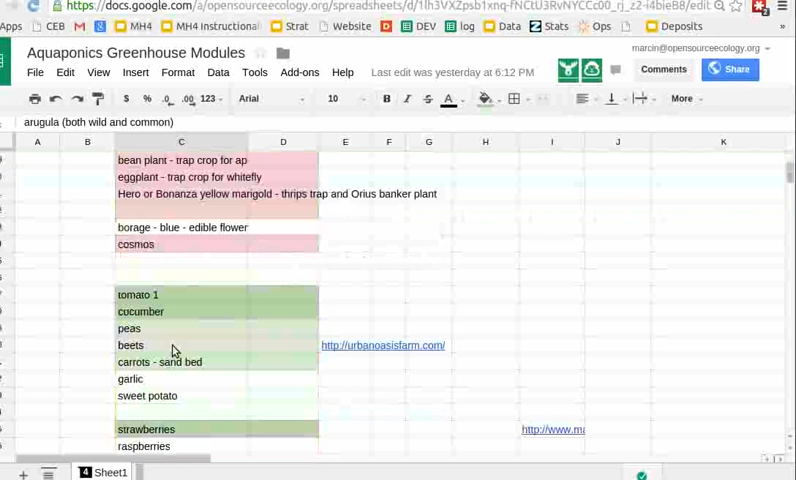 https://docs.google.com/a/opensourceecology.org/spreadsheets/d/1lh3VXZpsb1xnq-fNCtU3RvNYCCc00_rj_z2-i4bieB8/edit
Apps CEB MH4 MH4 Instructional Strat Website DEV log Data Ops Deposits
Aquaponics Greenhouse Modules
marcin@opensourceecology.org
File Edit View Insert Format Data Tools Add-ons Help Last edit was yesterday at 6:12 PM Comments Share
$ % .0 .00 123 Arial 10 B I S A More
arugula (both wild and common)
A B C D E F G H I J K
bean plant - trap crop for ap
eggplant - trap crop for whitefly
Hero or Bonanza yellow marigold - thrips trap and Orius banker plant
borage - blue - edible flower
cosmos
tomato 1
cucumber
peas
beets http://urbanoasisfarm.com/
carrots - sand bed
garlic
sweet potato
strawberries http://www.ma
raspberries
+ 4 Sheet1